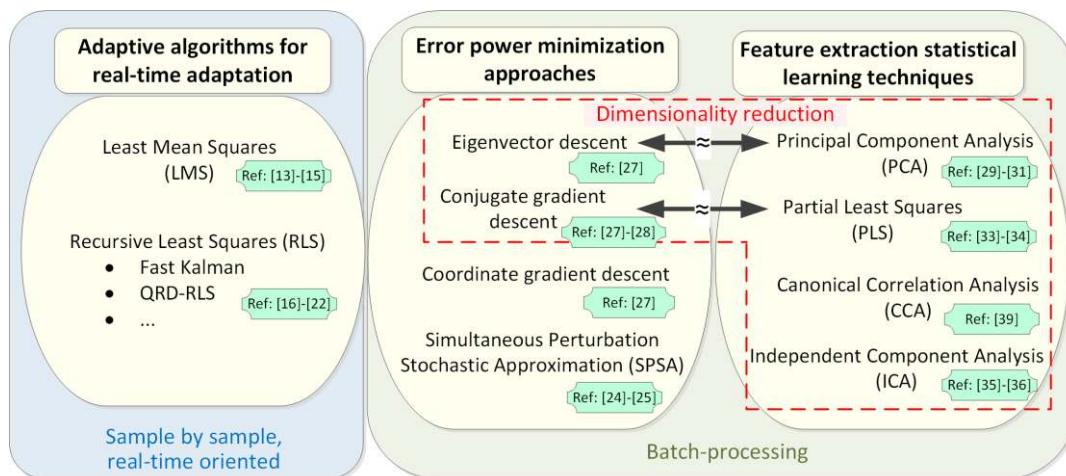 Adaptive algorithms for
real-time adaptation
Least Mean Squares
(LMS)
Ref: [13]-[15]
Recursive Least Squares (RLS)
• Fast Kalman
• QRD-RLS
Ref: [16]-[22]
• ...
Sample by sample,
real-time oriented
Error power minimization
approaches
Feature extraction statistical
learning techniques
Dimensionality reduction
Eigenvector descent
Ref: [27]
≈
Principal Component Analysis
(PCA)
Ref: [29]-[31]
Conjugate gradient
descent
Ref: [27]-[28]
≈
Partial Least Squares
(PLS)
Ref: [33]-[34]
Coordinate gradient descent
Ref: [27]
Canonical Correlation Analysis
(CCA)
Ref: [39]
Simultaneous Perturbation
Stochastic Approximation (SPSA)
Ref: [24]-[25]
Independent Component Analysis
(ICA)
Ref: [35]-[36]
Batch-processing